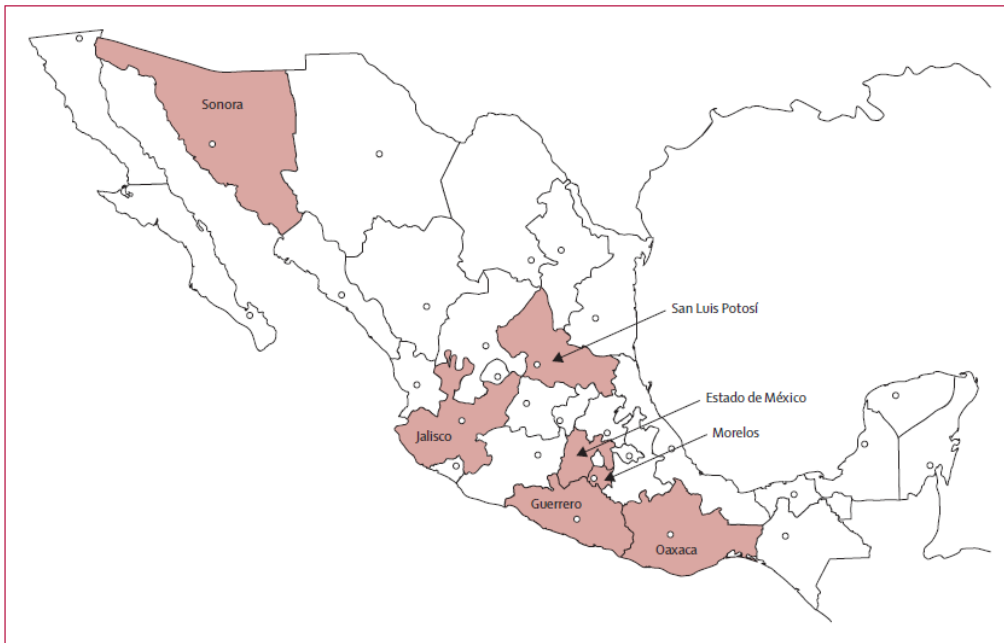 Sonora
San Luis Potosí
Estado de México
Morelos
Jalisco
Guerrero
Oaxaca